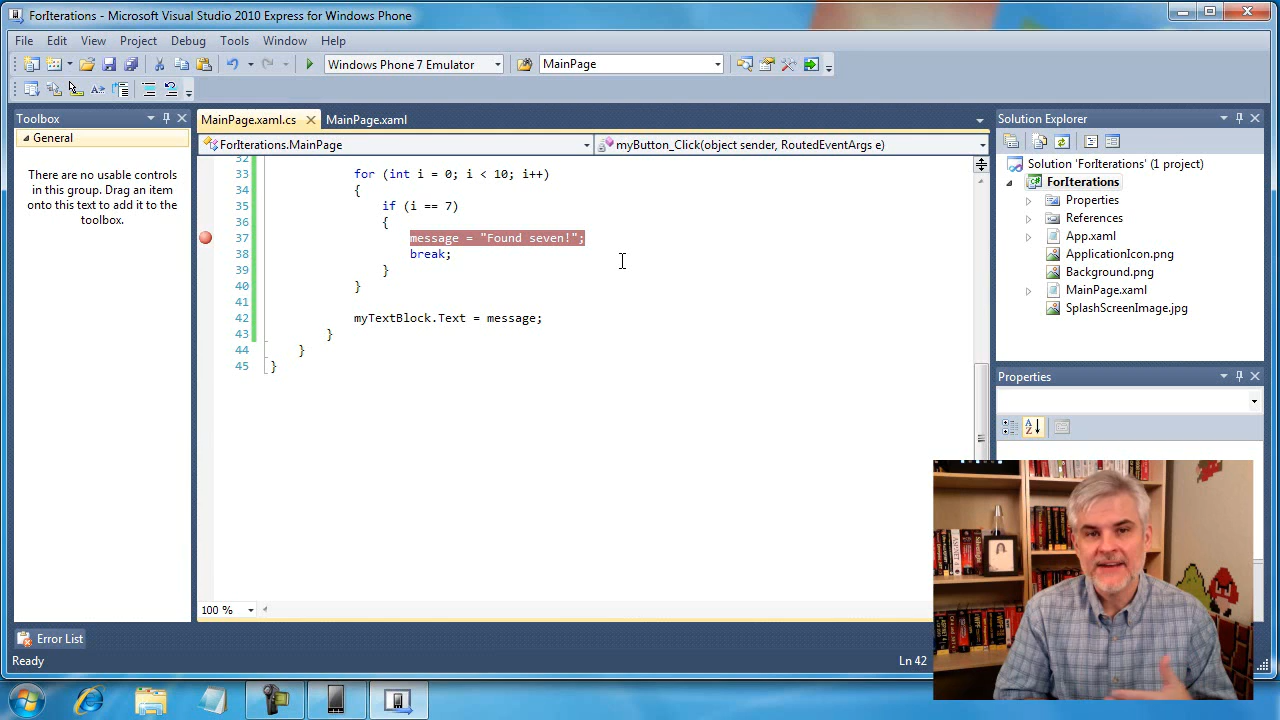 ForIterations - Microsoft Visual Studio 2010 Express for Windows Phone
File Edit View Project Debug Tools Window Help
Windows Phone 7 Emulator MainPage
Toolbox
General
There are no usable controls
in this group. Drag an item
onto this text to add it to the
toolbox.
MainPage.xaml.cs MainPage.xaml
ForIterations.MainPage myButton_Click(object sender, RoutedEventArgs e)
32
33 for (int i = 0; i < 10; i++)
34 {
35 if (i == 7)
36 {
37 message = "Found seven!";
38 break;
39 }
40 }
41
42 myTextBlock.Text = message;
43 }
44 }
45 }
100 %
Solution Explorer
Solution 'ForIterations' (1 project)
ForIterations
Properties
References
App.xaml
ApplicationIcon.png
Background.png
MainPage.xaml
SplashScreenImage.jpg
Properties
Error List
Ready Ln 42